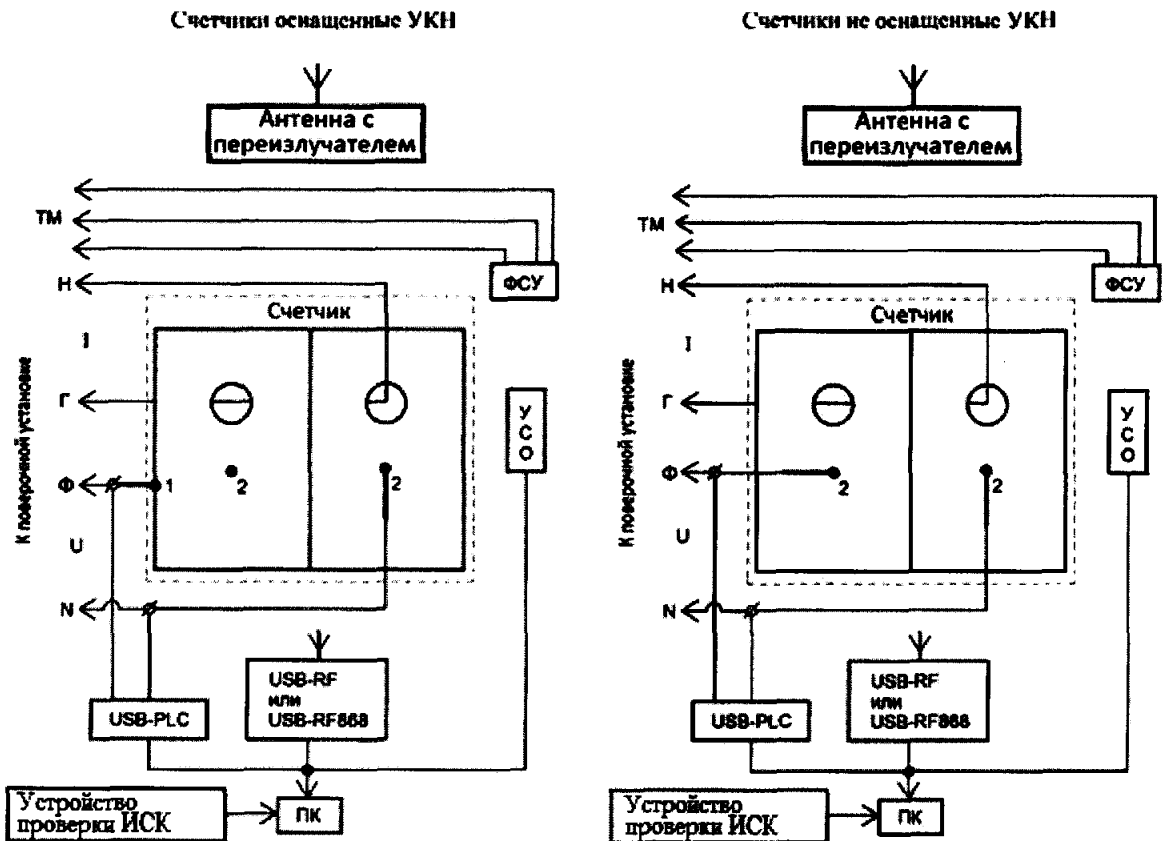 Счетчики оснащенные УКН
Антенна с
переизлучателем
ТМ
ФСУ
Н
Счетчик
I
К поверочной установке
Г
У
С
О
Ф
1
2
2
U
N
USB-RF
или
USB-RF868
USB-PLC
Устройство
проверки ИСК
ПК
Счетчики не оснащенные УКН
Антенна с
переизлучателем
ТМ
ФСУ
Н
Счетчик
I
К поверочной установке
Г
У
С
О
Ф
2
2
U
N
USB-RF
или
USB-RF868
USB-PLC
Устройство
проверки ИСК
ПК